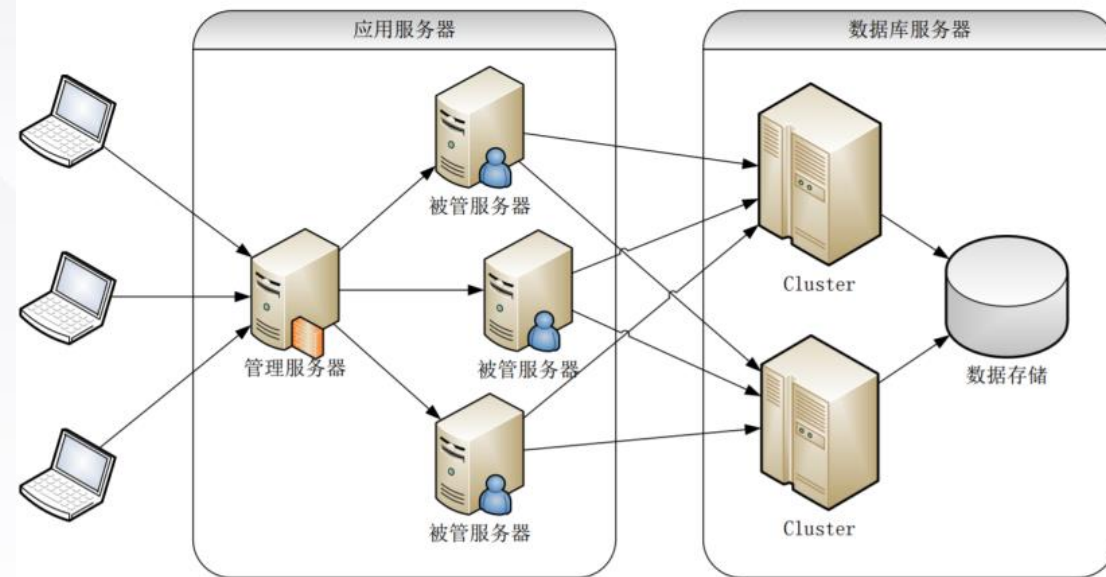 应用服务器
数据库服务器
被管服务器
Cluster
管理服务器
被管服务器
数据存储
被管服务器
Cluster